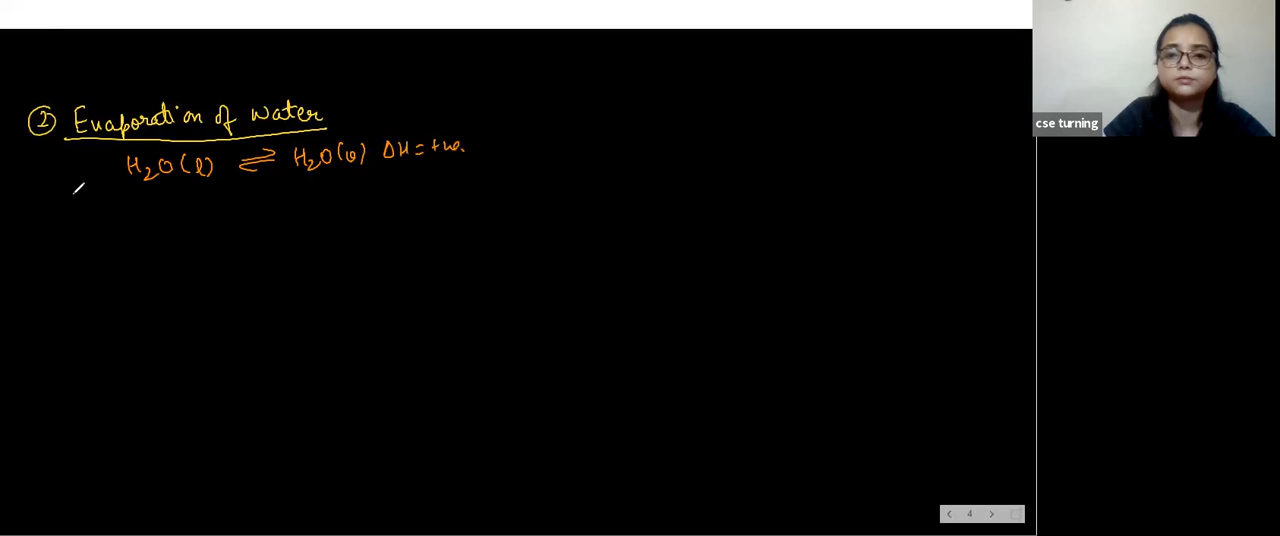 ② Evaporation of water
H₂O(l) ⇌ H₂O(v) ΔH = +ve.
cse turning
4